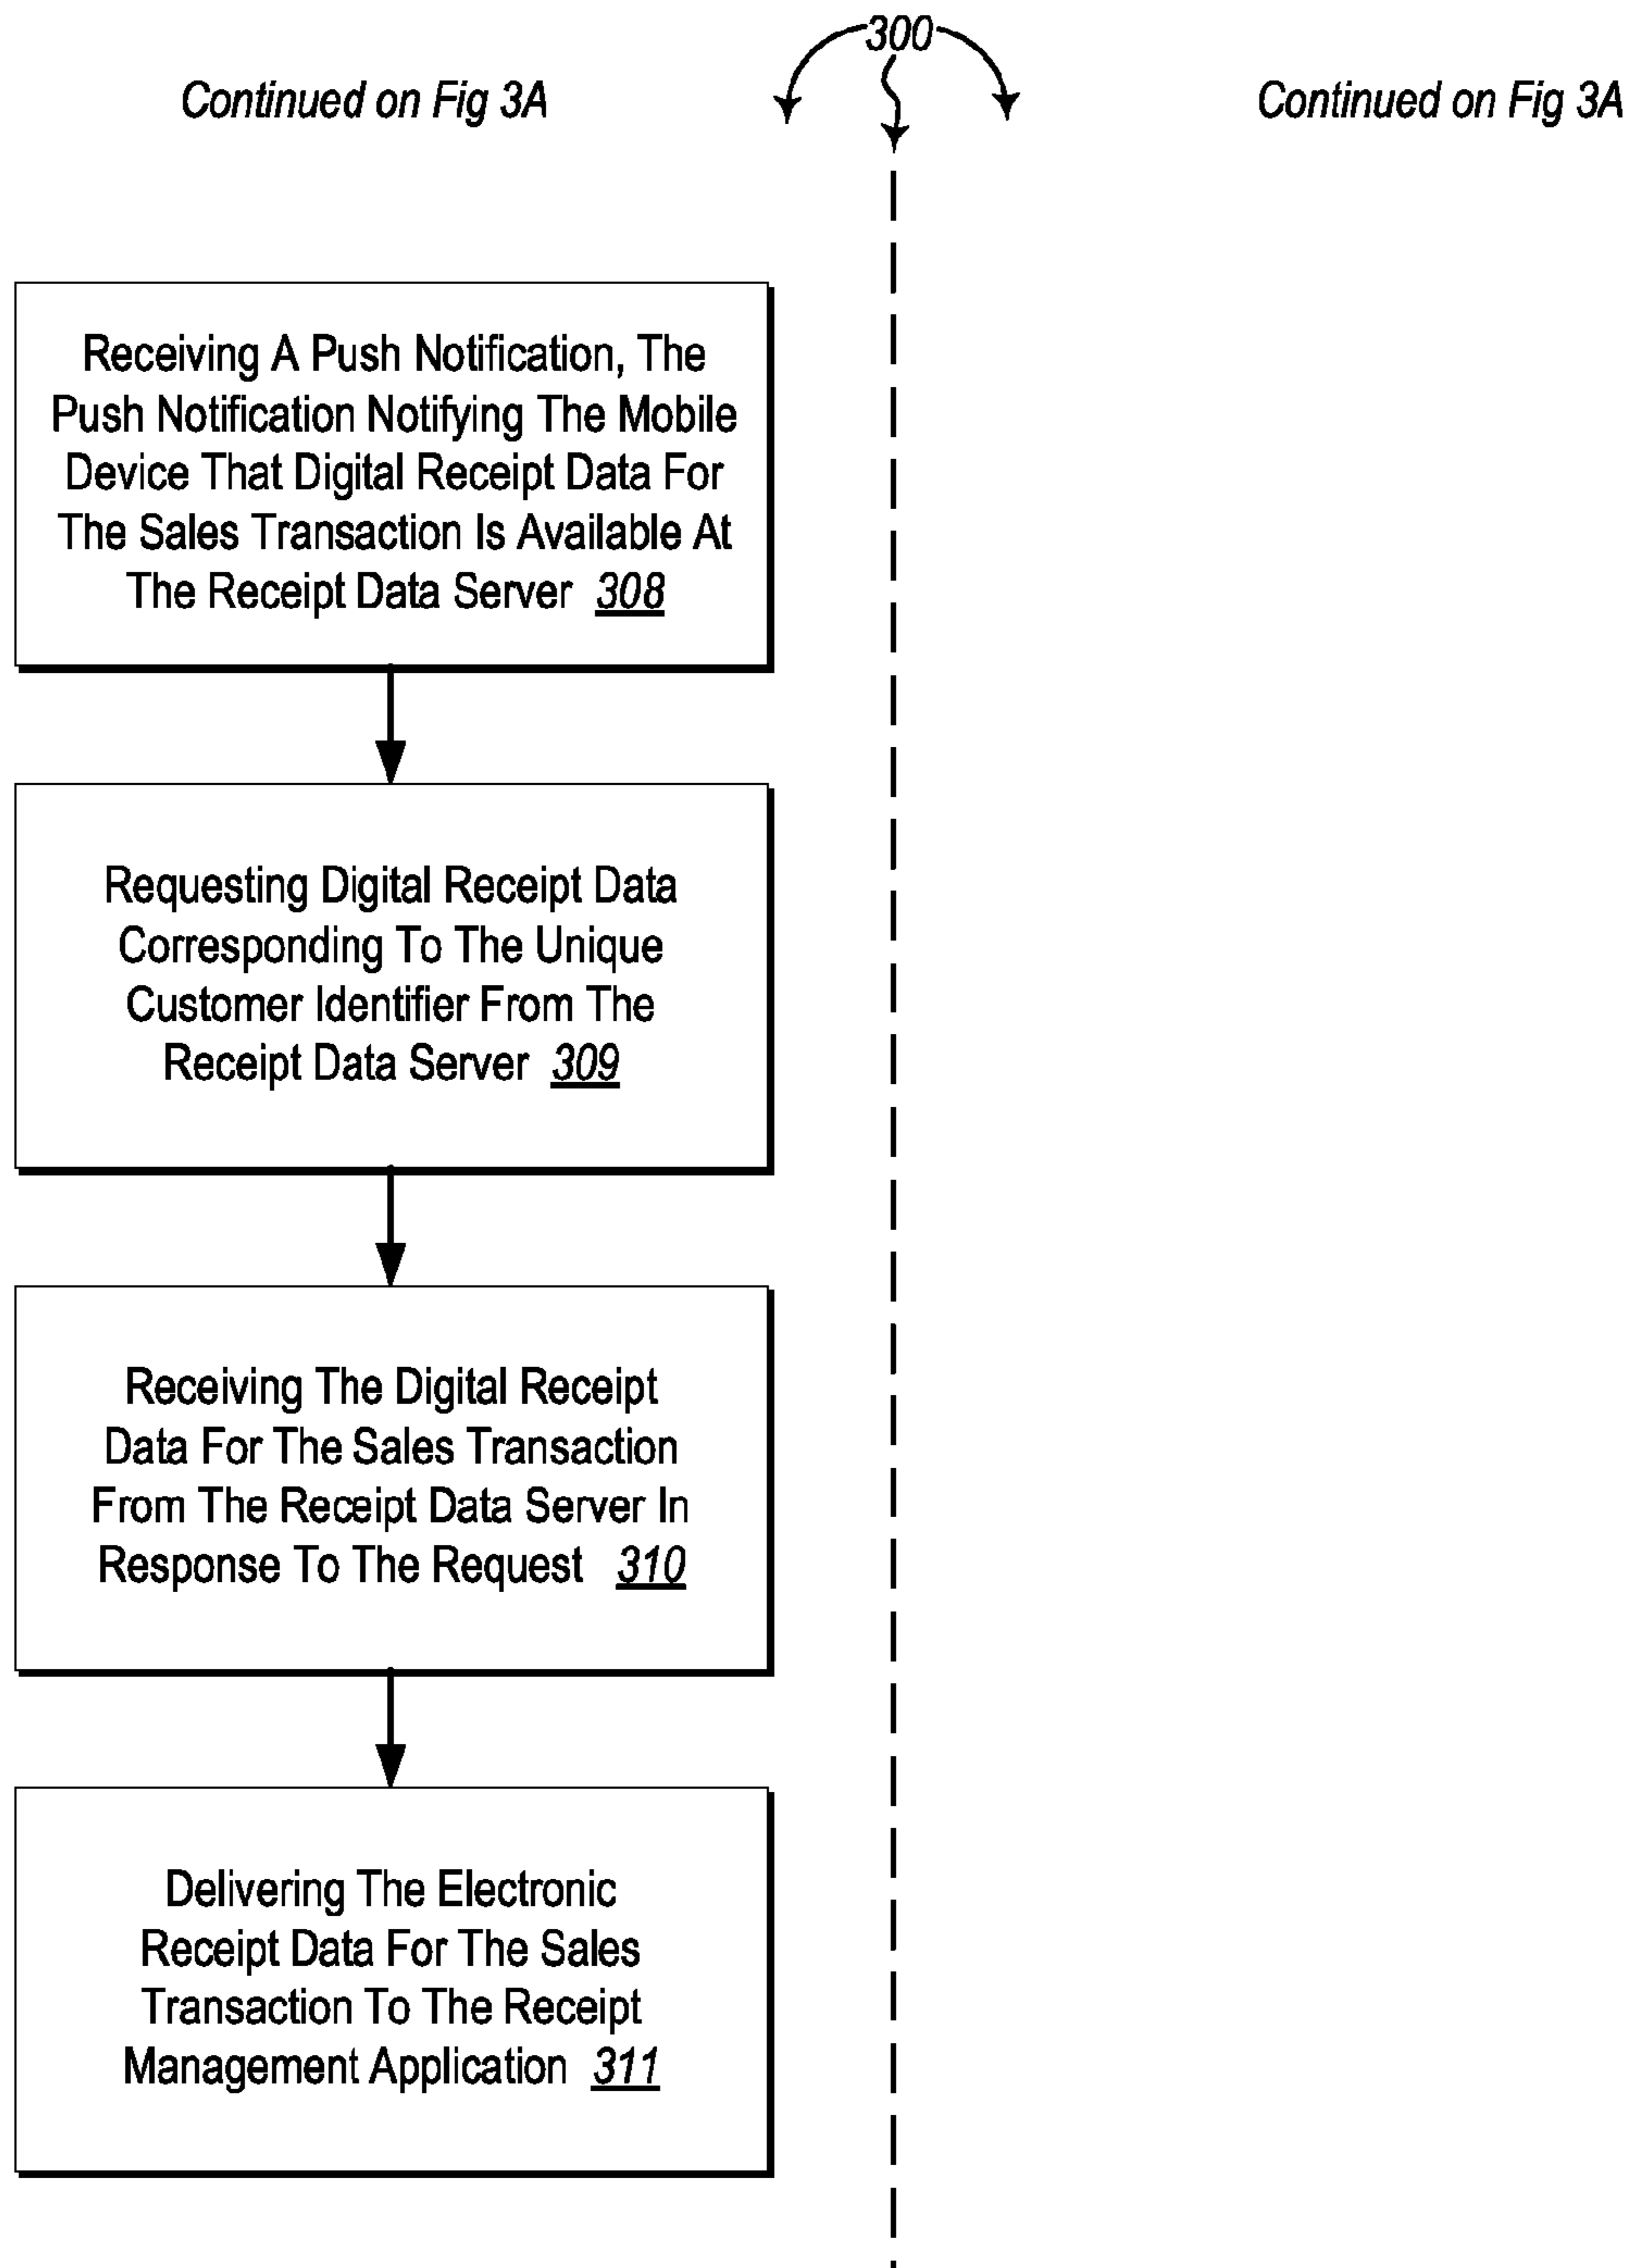 300
Continued on Fig 3A
Continued on Fig 3A
Receiving A Push Notification, The
Push Notification Notifying The Mobile
Device That Digital Receipt Data For
The Sales Transaction Is Available At
The Receipt Data Server 308
Requesting Digital Receipt Data
Corresponding To The Unique
Customer Identifier From The
Receipt Data Server 309
Receiving The Digital Receipt
Data For The Sales Transaction
From The Receipt Data Server In
Response To The Request 310
Delivering The Electronic
Receipt Data For The Sales
Transaction To The Receipt
Management Application 311